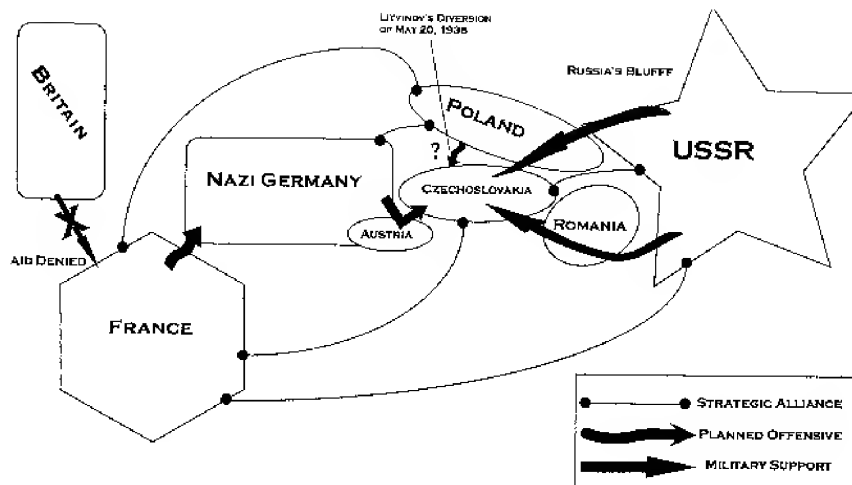 LITVINOV'S DIVERSION
OF MAY 20, 1938
RUSSIA'S BLUFFF
BRITAIN
POLAND
USSR
?
NAZI GERMANY
CZECHOSLOVAKIA
AUSTRIA
ROMANIA
AID DENIED
FRANCE
STRATEGIC ALLIANCE
PLANNED OFFENSIVE
MILITARY SUPPORT